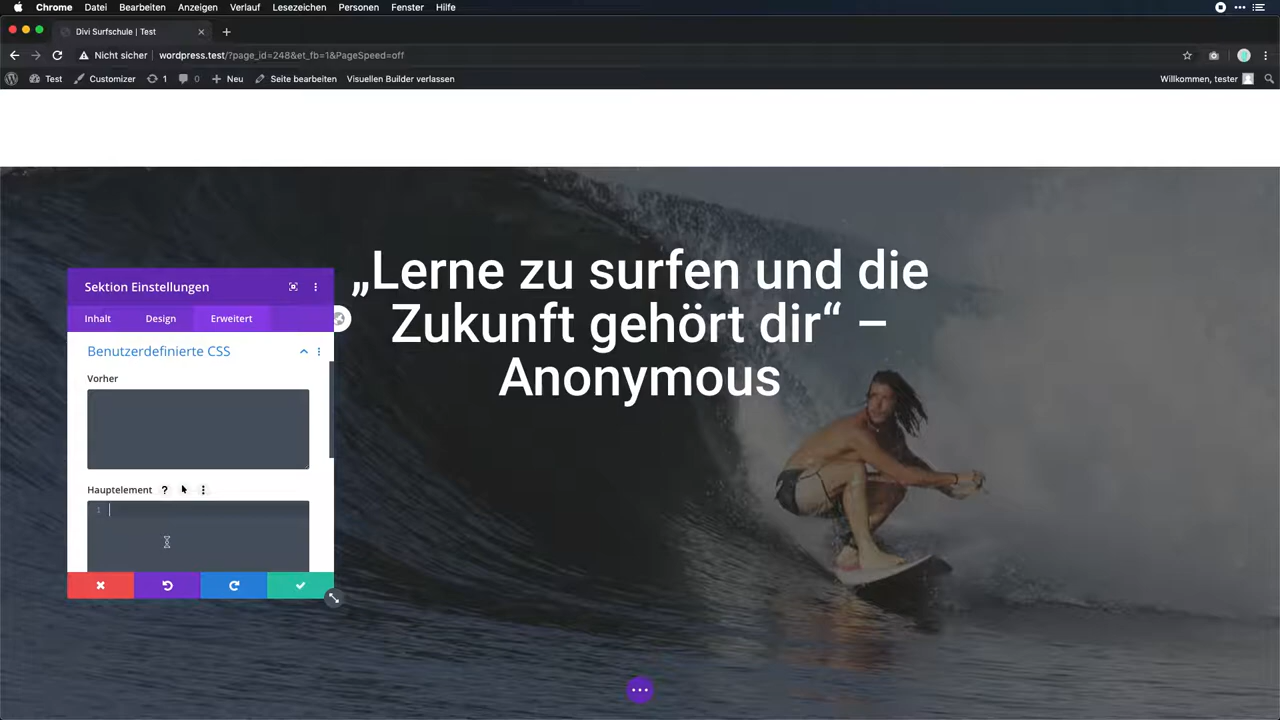 Chrome Datei Bearbeiten Anzeigen Verlauf Lesezeichen Personen Fenster Hilfe
Divi Surfschule | Test
Nicht sicher wordpress.test/?page_id=248&et_fb=1&PageSpeed=off
Test Customizer 1 0 Neu Seite bearbeiten Visuellen Builder verlassen Willkommen, tester
„Lerne zu surfen und die
Zukunft gehört dir“ –
Anonymous
Sektion Einstellungen
Inhalt Design Erweitert
Benutzerdefinierte CSS
Vorher
Hauptelement ?
1